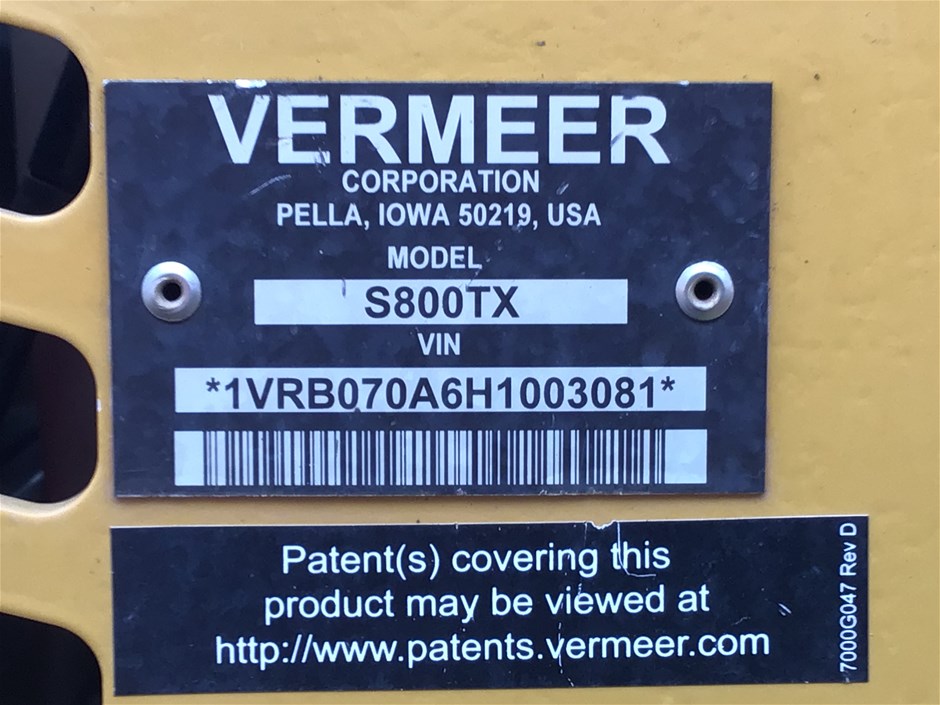 VERMEER
CORPORATION
PELLA, IOWA 50219, USA
MODEL
S800TX
VIN
*1VRB070A6H1003081*
Patent(s) covering this
product may be viewed at
http://www.patents.vermeer.com
7000G047 Rev D